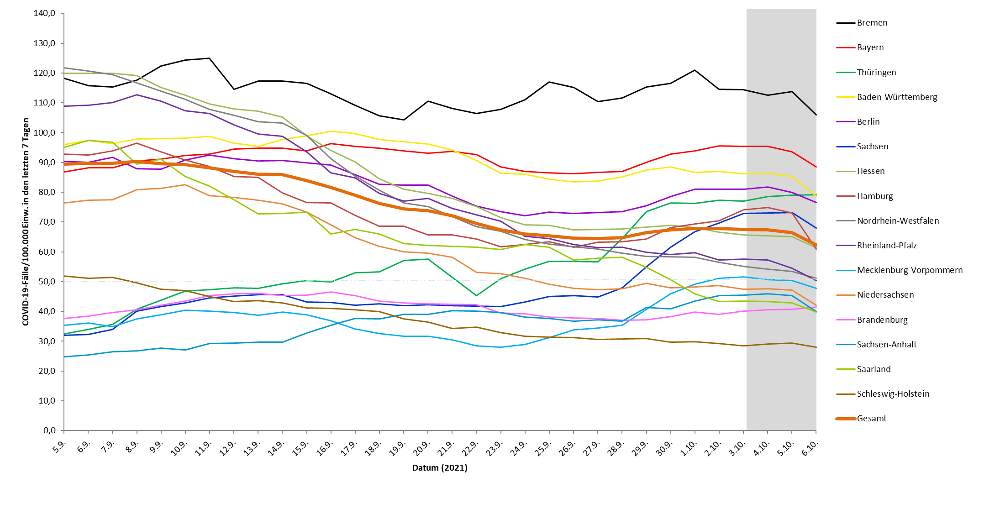 140,0
130,0
120,0
110,0
100,0
90,0
80,0
70,0
60,0
50,0
40,0
30,0
20,0
10,0
0,0
COVID-19-Fälle/100.000 Einw. in den letzten 7 Tagen
5.9.
6.9.
7.9.
8.9.
9.9.
10.9.
11.9.
12.9.
13.9.
14.9.
15.9.
16.9.
17.9.
18.9.
19.9.
20.9.
21.9.
22.9.
23.9.
24.9.
25.9.
26.9.
27.9.
28.9.
29.9.
30.9.
1.10.
2.10.
3.10.
4.10.
5.10.
6.10.
Datum (2021)
Bremen
Bayern
Thüringen
Baden-Württemberg
Berlin
Sachsen
Hessen
Hamburg
Nordrhein-Westfalen
Rheinland-Pfalz
Mecklenburg-Vorpommern
Niedersachsen
Brandenburg
Sachsen-Anhalt
Saarland
Schleswig-Holstein
Gesamt